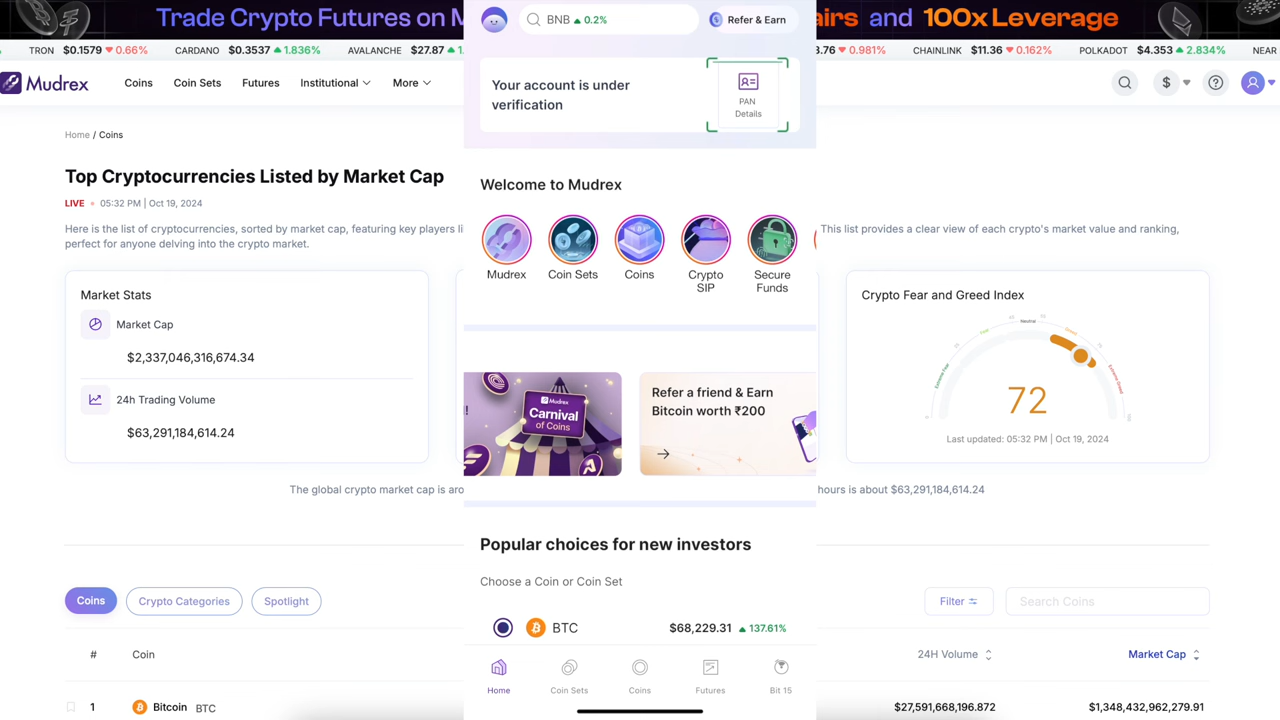 Trade Crypto Futures on M
airs and 100x Leverage
TRON $0.1579 0.66%
CARDANO $0.3537 1.836%
AVALANCHE $27.87 1.
3.76 0.981%
CHAINLINK $11.36 0.162%
POLKADOT $4.353 2.834%
NEAR
Mudrex
Coins
Coin Sets
Futures
Institutional
More
$
?
Home / Coins
Top Cryptocurrencies Listed by Market Cap
LIVE • 05:32 PM | Oct 19, 2024
Here is the list of cryptocurrencies, sorted by market cap, featuring key players li
This list provides a clear view of each crypto's market value and ranking,
perfect for anyone delving into the crypto market.
Market Stats
Market Cap
$2,337,046,316,674.34
24h Trading Volume
$63,291,184,614.24
BNB 0.2%
Refer & Earn
Your account is under
verification
PAN
Details
Welcome to Mudrex
Mudrex
Coin Sets
Coins
Crypto
SIP
Secure
Funds
!
Mudrex
Carnival
of Coins
Refer a friend & Earn
Bitcoin worth ₹200
Popular choices for new investors
Choose a Coin or Coin Set
BTC
$68,229.31 137.61%
Home
Coin Sets
Coins
Futures
Bit 15
Crypto Fear and Greed Index
Extreme Fear
Fear
Neutral
Greed
Extreme Greed
72
Last updated: 05:32 PM | Oct 19, 2024
The global crypto market cap is aro
hours is about $63,291,184,614.24
Coins
Crypto Categories
Spotlight
Filter
Search Coins
#
Coin
24H Volume
Market Cap
1
Bitcoin BTC
$27,591,668,196.872
$1,348,432,962,279.91